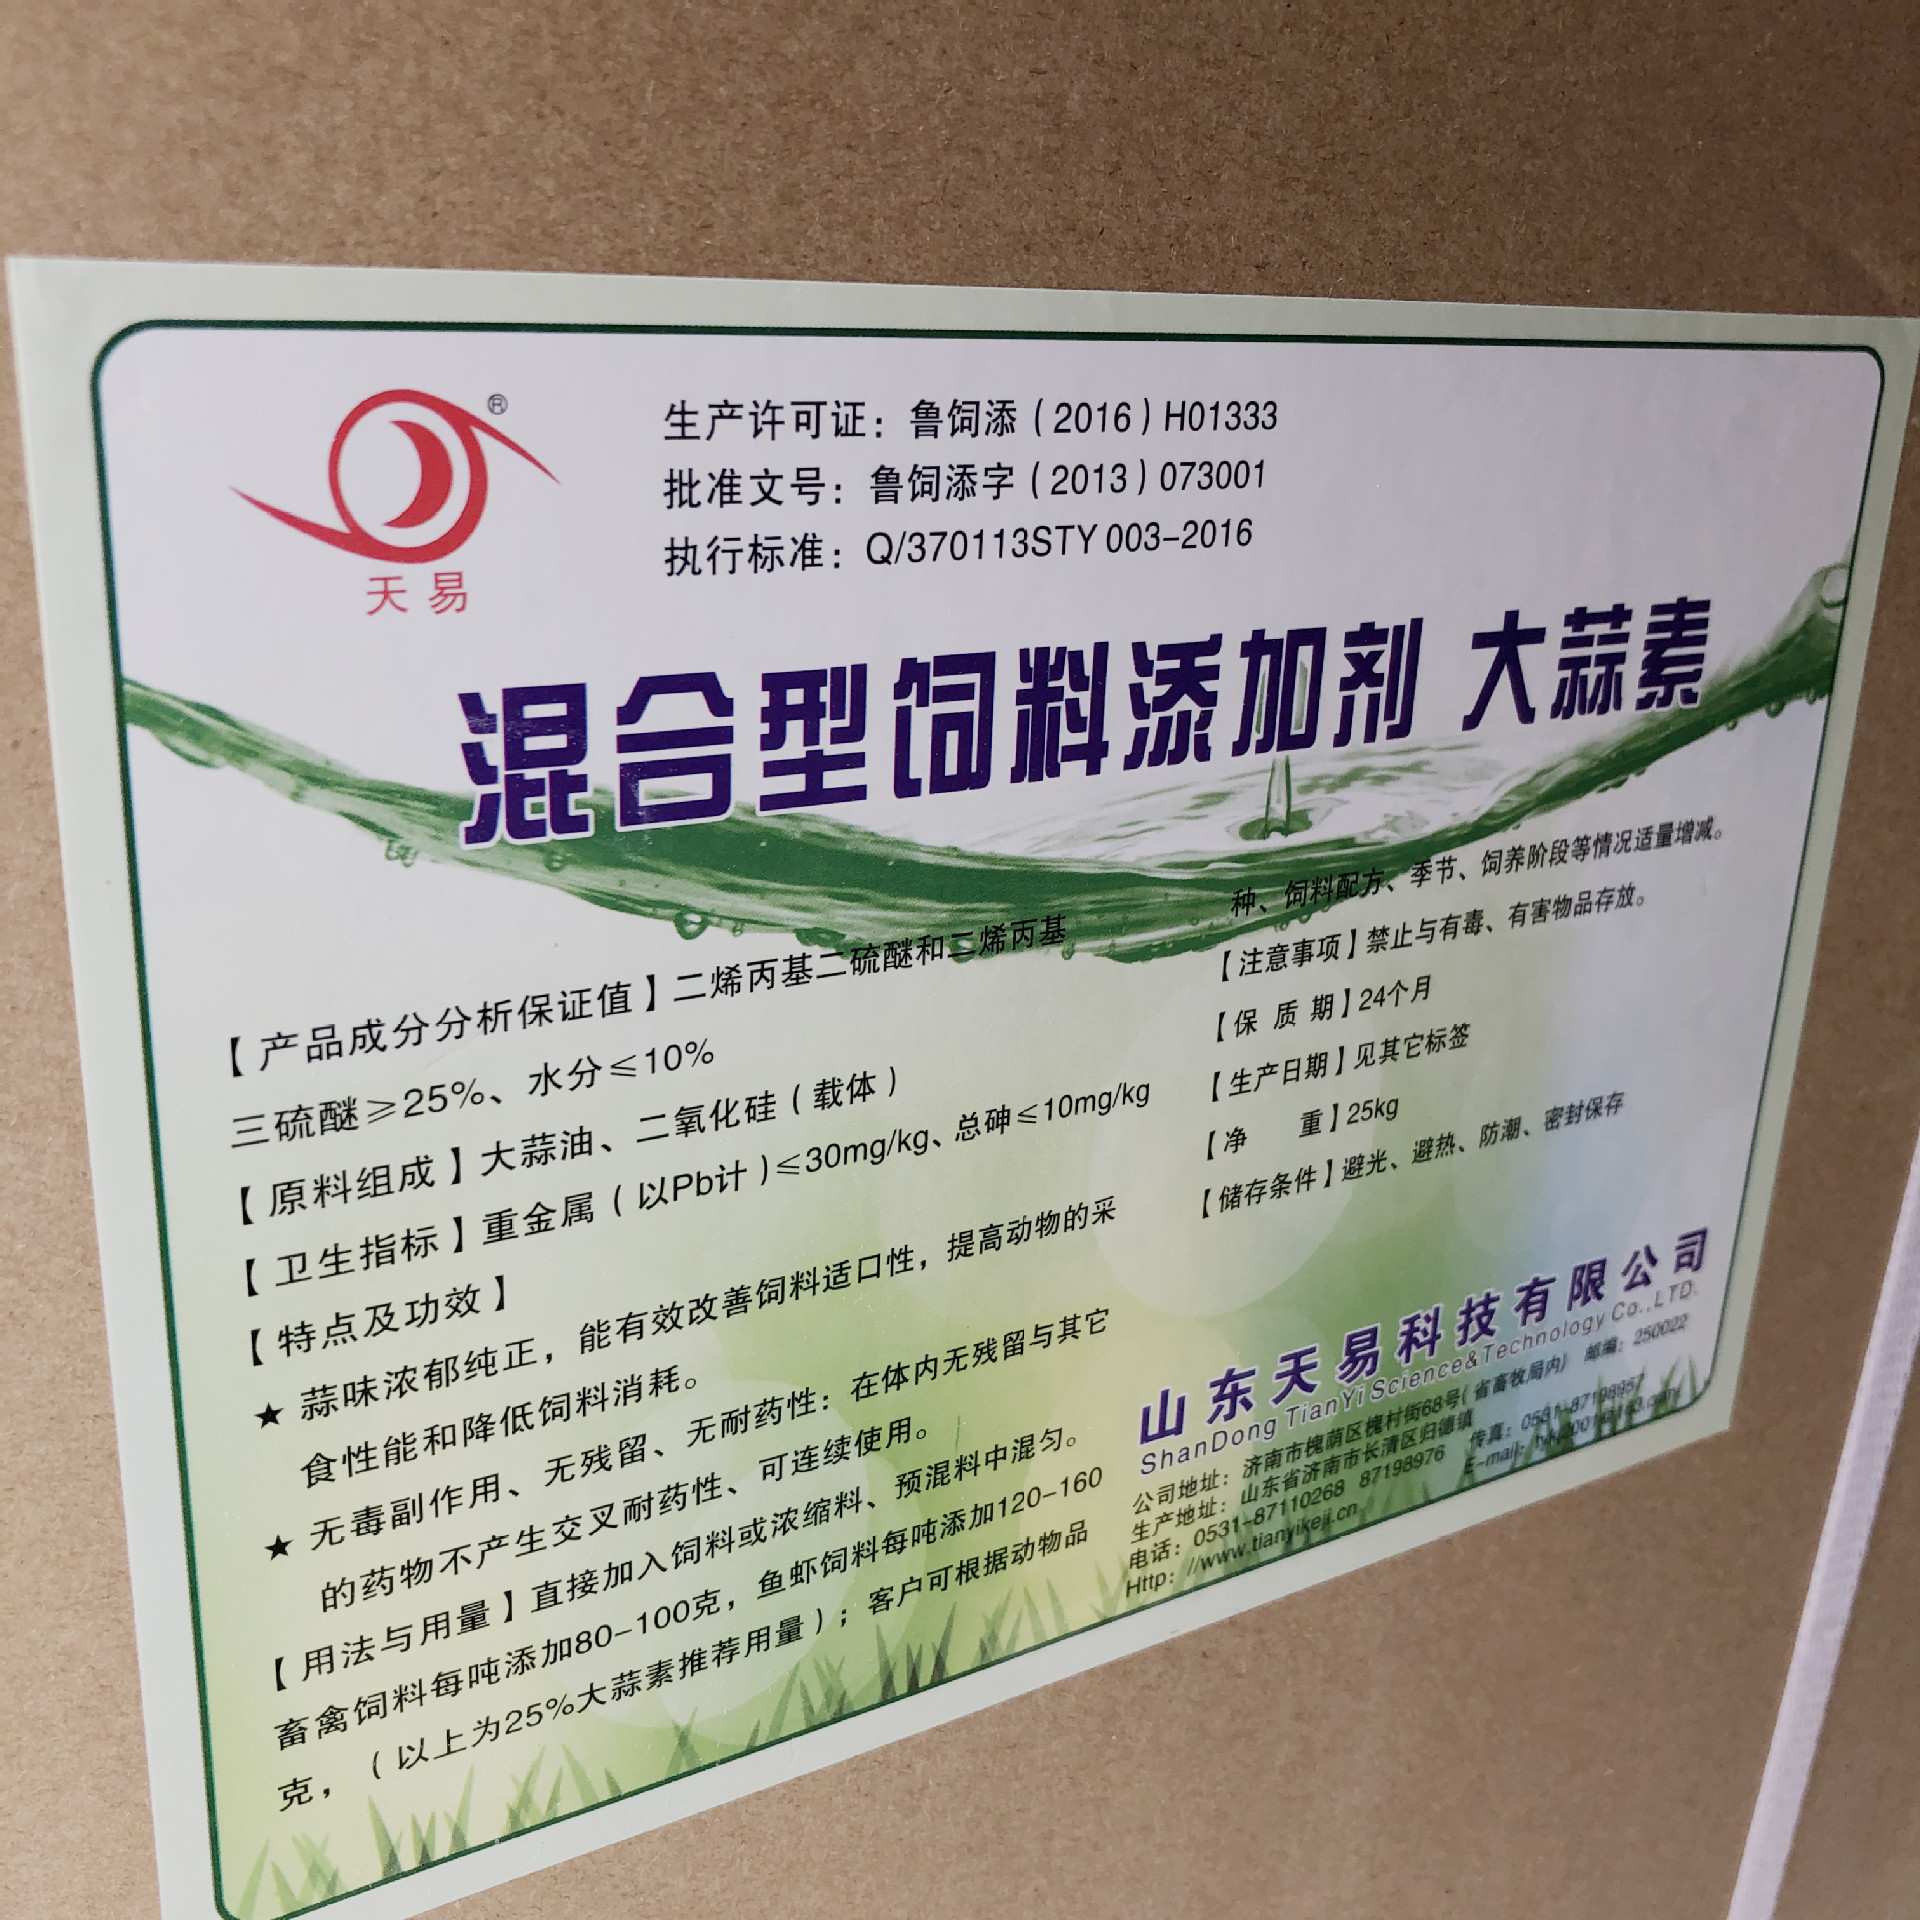 ®
天易
生产许可证：鲁饲添（2016）H01333
批准文号：鲁饲添字（2013）073001
执行标准：Q/370113STY 003-2016
混合型饲料添加剂 大蒜素
【产品成分分析保证值】二烯丙基二硫醚和二烯丙基
三硫醚≥25%、水分≤10%
【原料组成】大蒜油、二氧化硅（载体）
【卫生指标】重金属（以Pb计）≤30mg/kg、总砷≤10mg/kg
【特点及功效】
★ 蒜味浓郁纯正，能有效改善饲料适口性，提高动物的采
食性能和降低饲料消耗。
★ 无毒副作用、无残留、无耐药性：在体内无残留与其它
的药物不产生交叉耐药性、可连续使用。
【用法与用量】直接加入饲料或浓缩料、预混料中混匀。
畜禽饲料每吨添加80-100克，鱼虾饲料每吨添加120-160
克，（以上为25%大蒜素推荐用量）；客户可根据动物品
种、饲料配方、季节、饲养阶段等情况适量增减。
【注意事项】禁止与有毒、有害物品存放。
【保 质 期】24个月
【生产日期】见其它标签
【净 重】25kg
【储存条件】避光、避热、防潮、密封保存
山东天易科技有限公司
ShanDong TianYi Science&Technology Co.,LTD.
公司地址：济南市槐荫区槐村街68号（省畜牧局内） 邮编：250022
生产地址：山东省济南市长清区归德镇
电话：0531-87110268 87198976 传真：0531-87198957
Http：//www.tianyikeji.cn E-mail: